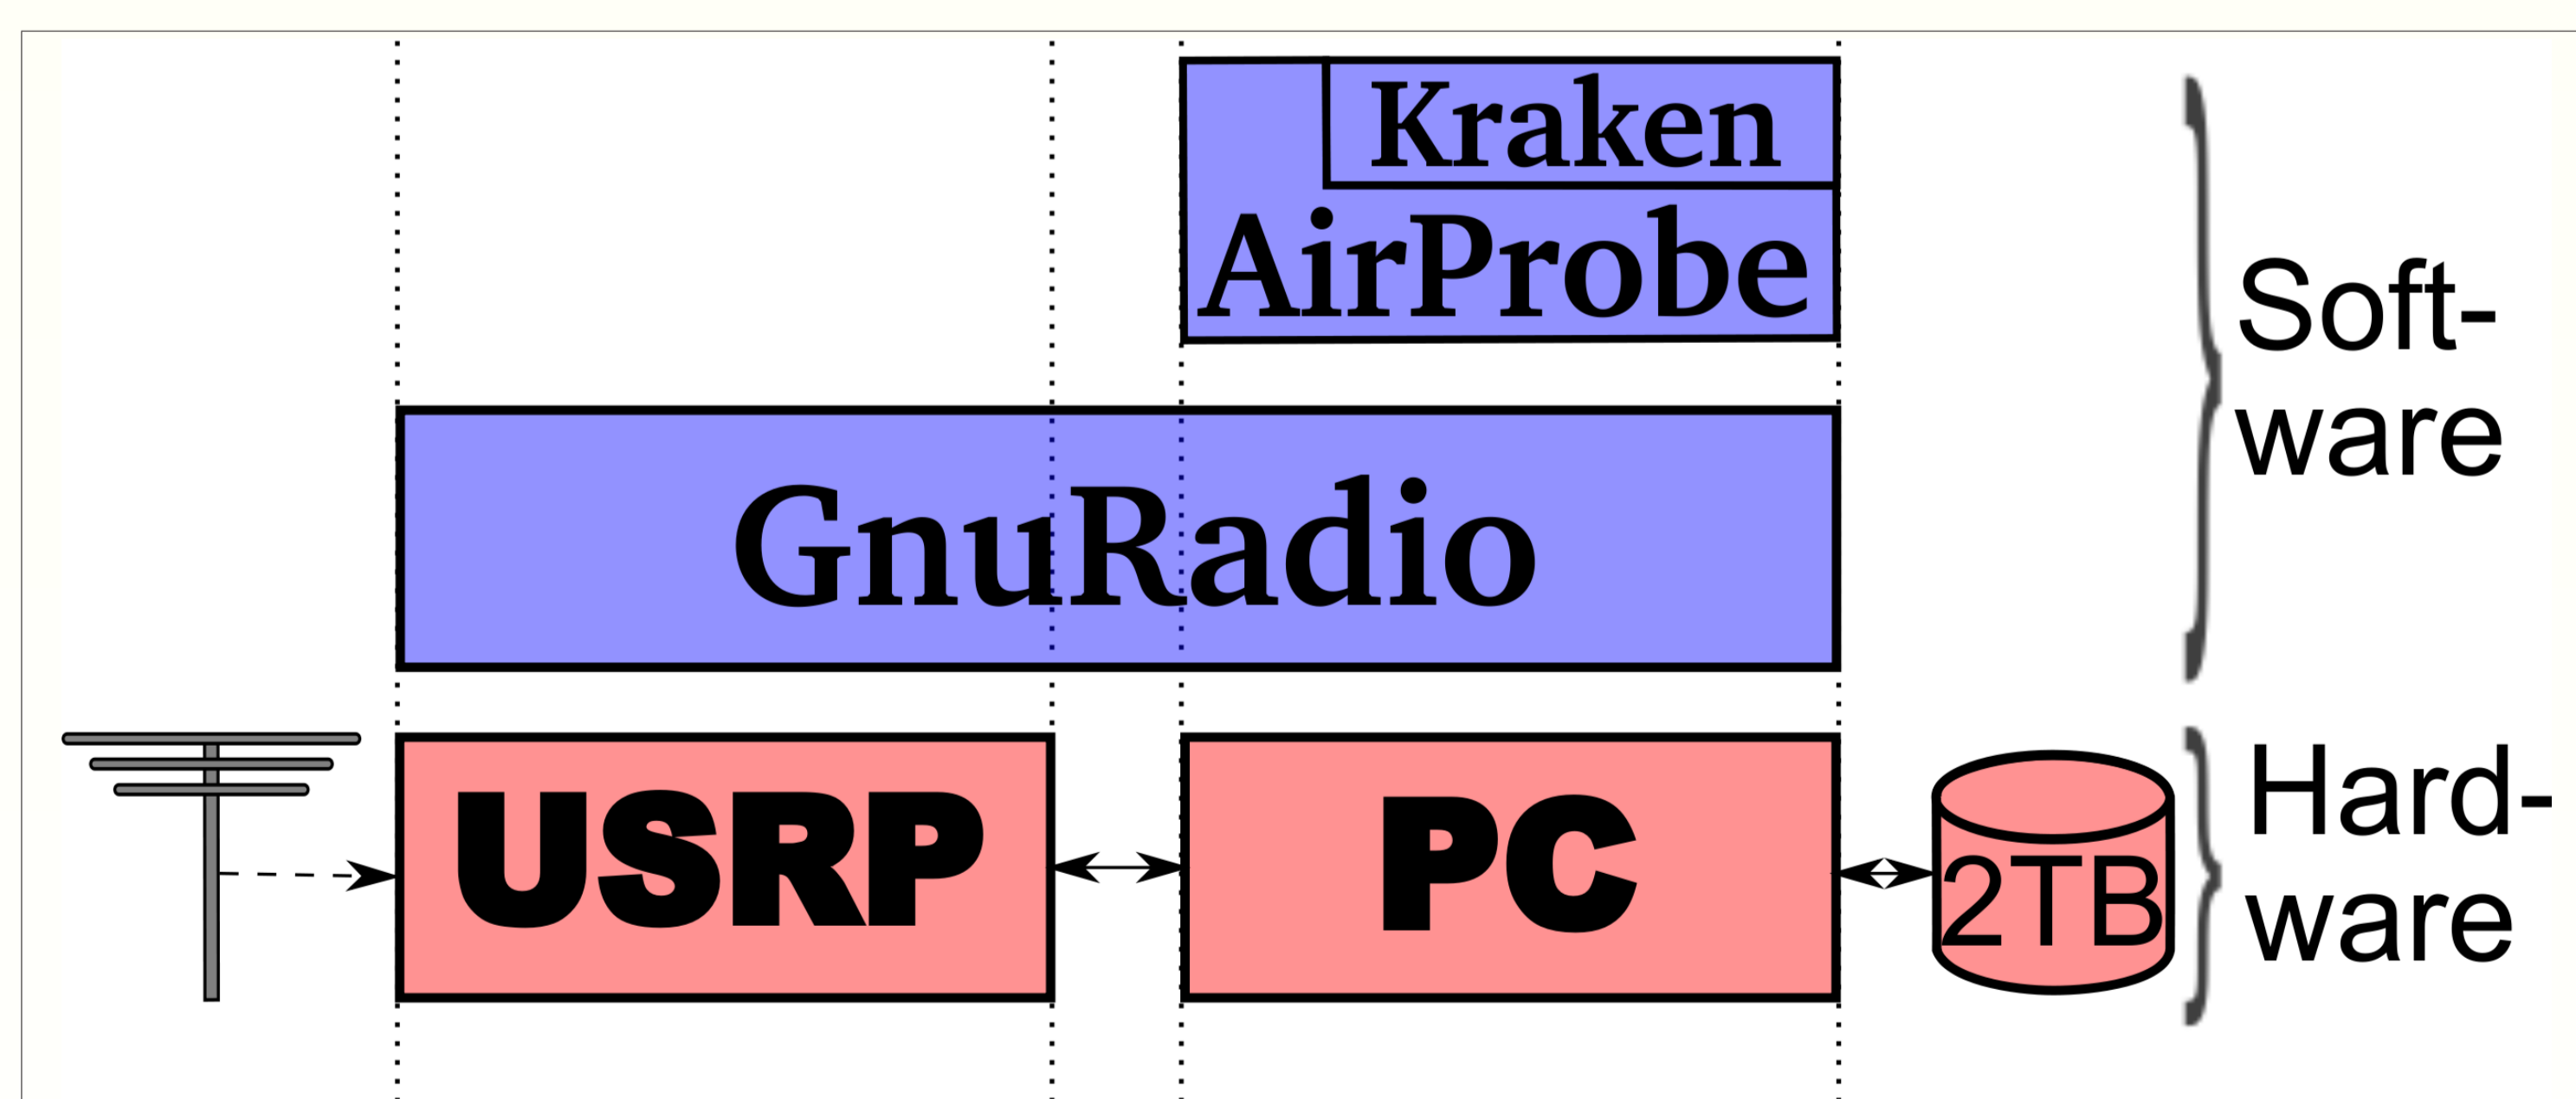 Kraken
AirProbe
Soft-
ware
GnuRadio
USRP
PC
2TB
Hard-
ware